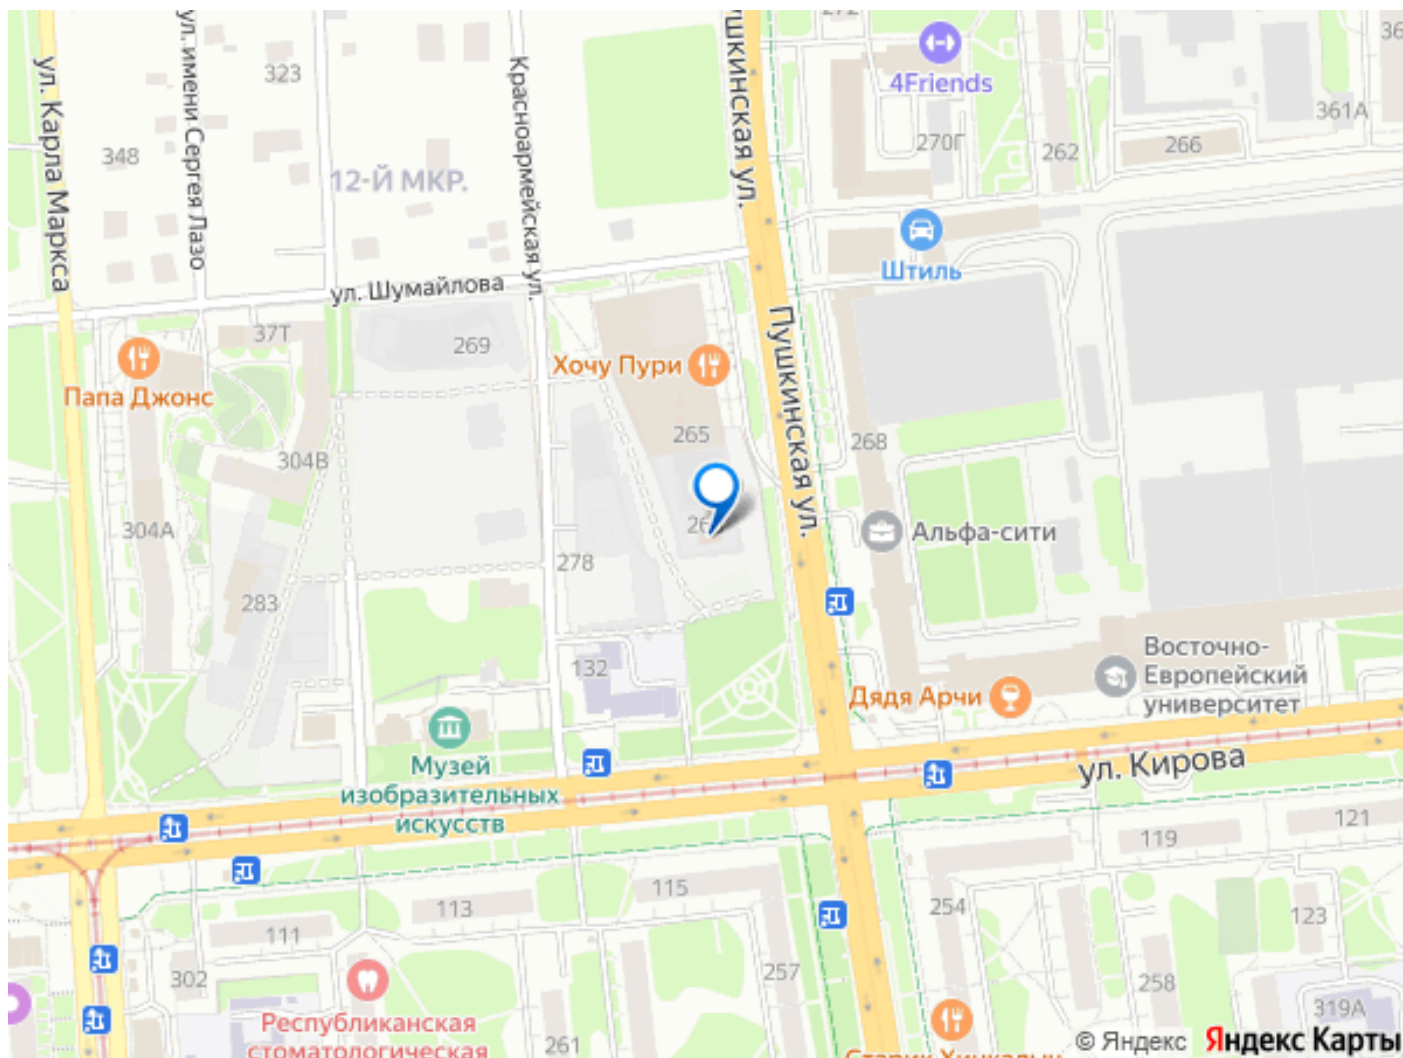 ул. Карла Маркса
ул. имени Сергея Лазо
323
348
12-Й МКР.
Красноармейская ул.
Пушкинская ул.
4Friends
270Г
262
266
361А
Штиль
ул. Шумайлова
37Т
269
Папа Джонс
Хочу Пури
265
Пушкинская ул.
268
304В
304А
Альфа-сити
278
283
132
Восточно-
Европейский
университет
Дядя Арчи
Музей
изобразительных
искусств
ул. Кирова
119
121
115
113
111
254
123
302
257
258
319А
Республиканская
стоматологическая
261
Старик Хинкалыч
© Яндекс Яндекс Карты